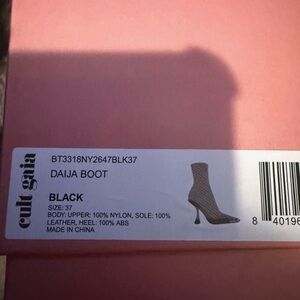 cult gaia
BT3318NY2647BLK37
DAIJA BOOT
BLACK
SIZE: 37
BODY: UPPER: 100% NYLON, SOLE: 100%
LEATHER, HEEL: 100% ABS
MADE IN CHINA
8 40196